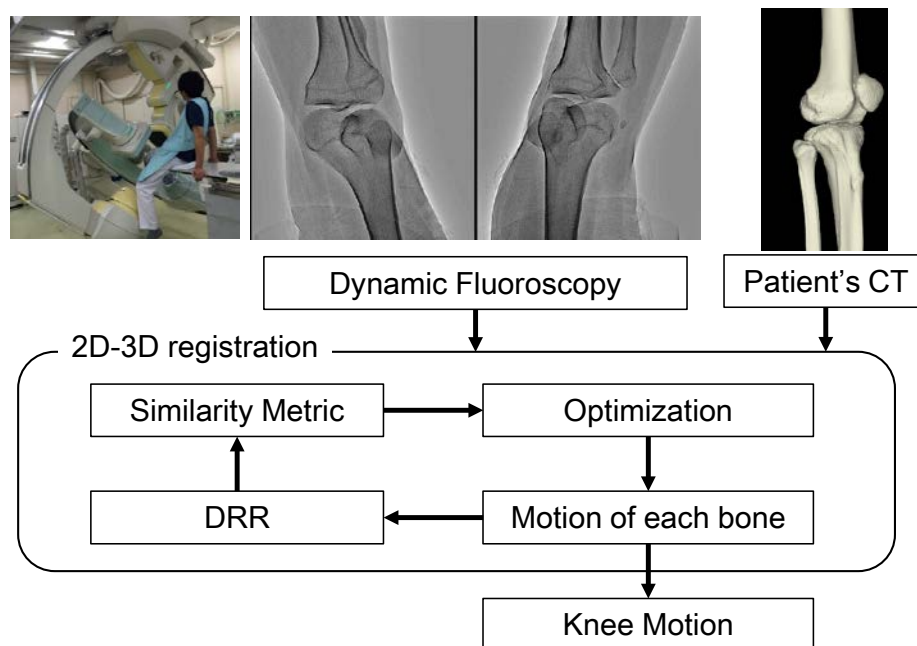 Dynamic Fluoroscopy
Patient's CT
2D-3D registration
Similarity Metric
Optimization
DRR
Motion of each bone
Knee Motion